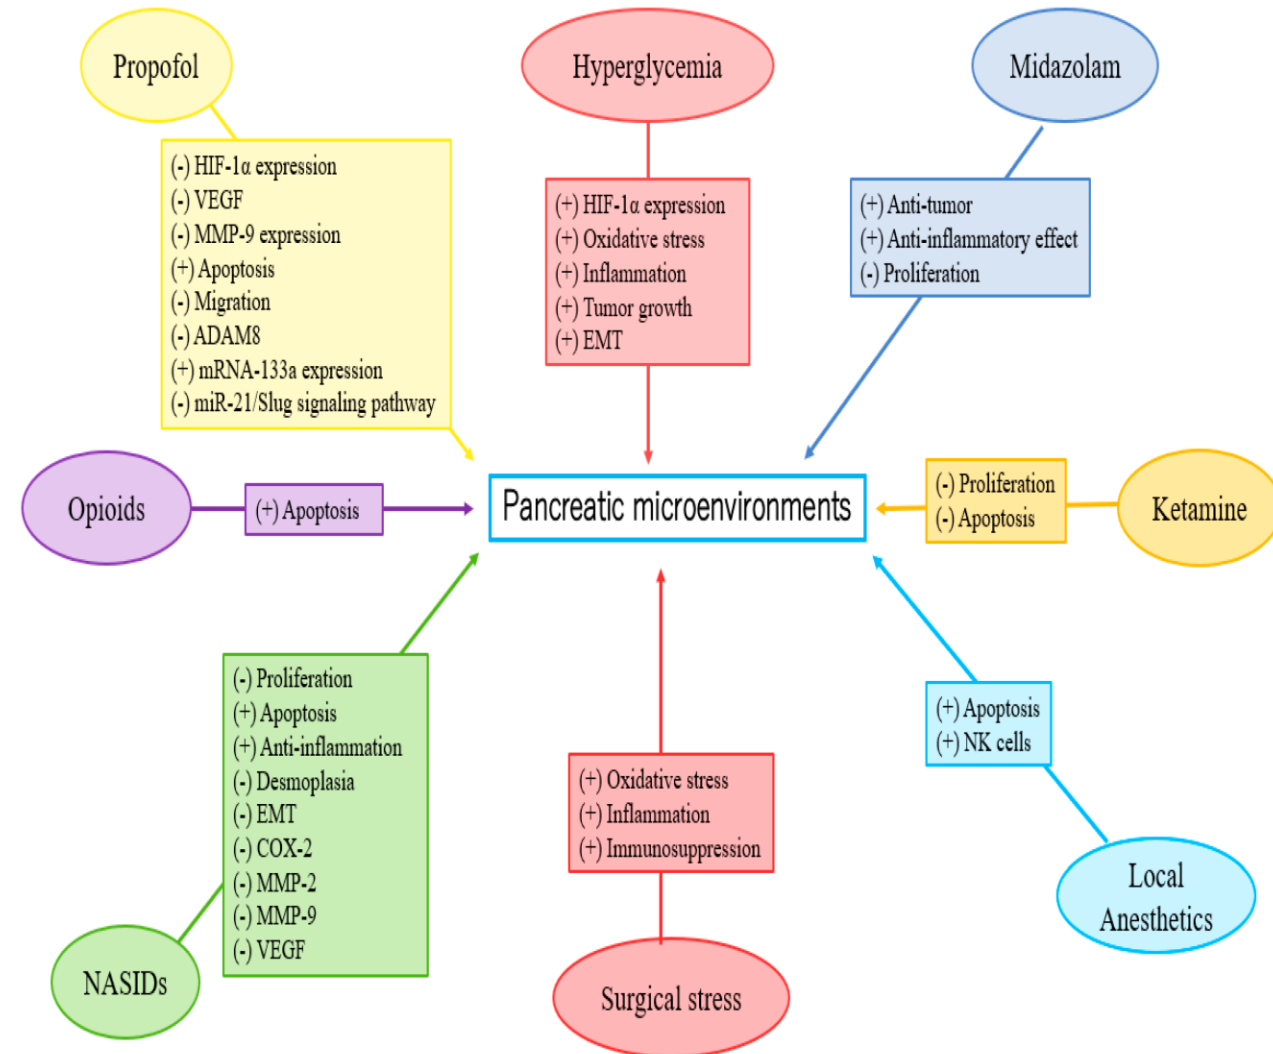 Propofol
(-) HIF-1α expression
(-) VEGF
(-) MMP-9 expression
(+) Apoptosis
(-) Migration
(-) ADAM8
(+) mRNA-133a expression
(-) miR-21/Slug signaling pathway
Hyperglycemia
(+) HIF-1α expression
(+) Oxidative stress
(+) Inflammation
(+) Tumor growth
(+) EMT
Midazolam
(+) Anti-tumor
(+) Anti-inflammatory effect
(-) Proliferation
Opioids
(+) Apoptosis
Pancreatic microenvironments
(-) Proliferation
(-) Apoptosis
Ketamine
(-) Proliferation
(+) Apoptosis
(+) Anti-inflammation
(-) Desmoplasia
(-) EMT
(-) COX-2
(-) MMP-2
(-) MMP-9
(-) VEGF
NASIDs
(+) Oxidative stress
(+) Inflammation
(+) Immunosuppression
Surgical stress
(+) Apoptosis
(+) NK cells
Local
Anesthetics